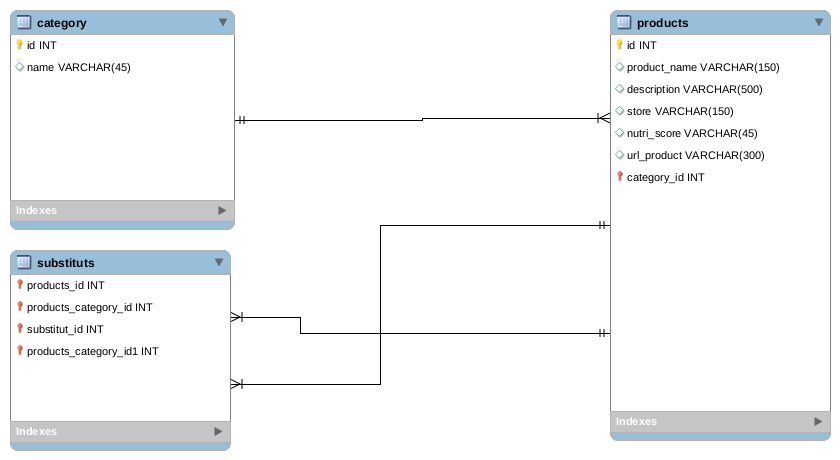 category
id INT
name VARCHAR(45)
Indexes
products
id INT
product_name VARCHAR(150)
description VARCHAR(500)
store VARCHAR(150)
nutri_score VARCHAR(45)
url_product VARCHAR(300)
category_id INT
Indexes
substituts
products_id INT
products_category_id INT
substitut_id INT
products_category_id1 INT
Indexes